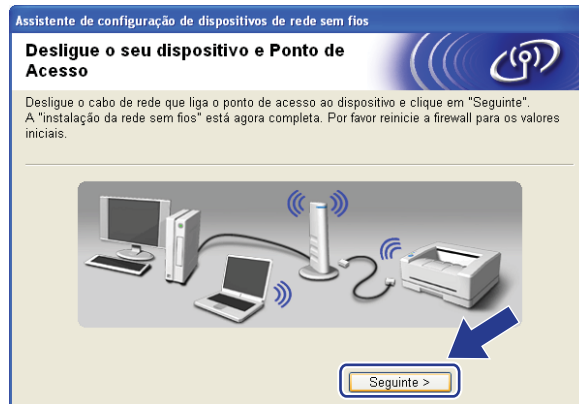 Assistente de configuração de dispositivos de rede sem fios
Desligue o seu dispositivo e Ponto de
Acesso
Desligue o cabo de rede que liga o ponto de acesso ao dispositivo e clique em "Seguinte".
A "instalação da rede sem fios" está agora completa. Por favor reinicie a firewall para os valores
iniciais.
Seguinte >